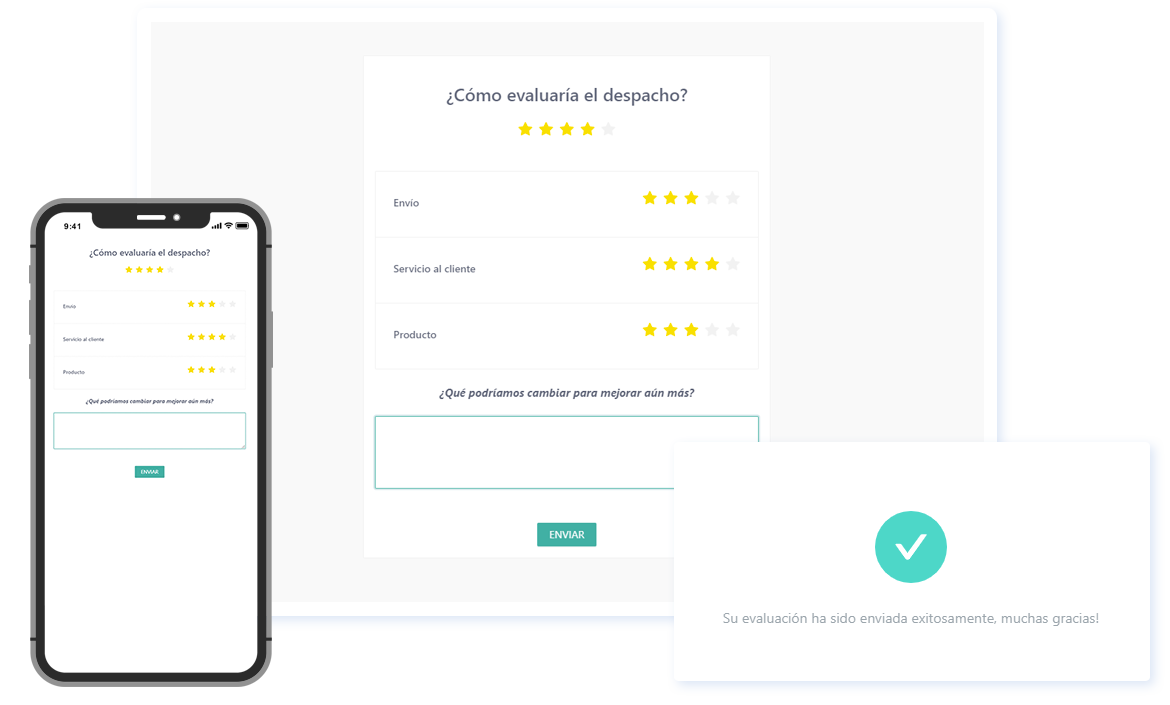 ¿Cómo evaluaría el despacho?
Envío
Servicio al cliente
Producto
¿Qué podríamos cambiar para mejorar aún más?
ENVIAR
9:41
¿Cómo evaluaría el despacho?
Envío
Servicio al cliente
Producto
¿Qué podríamos cambiar para mejorar aún más?
ENVIAR
Su evaluación ha sido enviada exitosamente, muchas gracias!